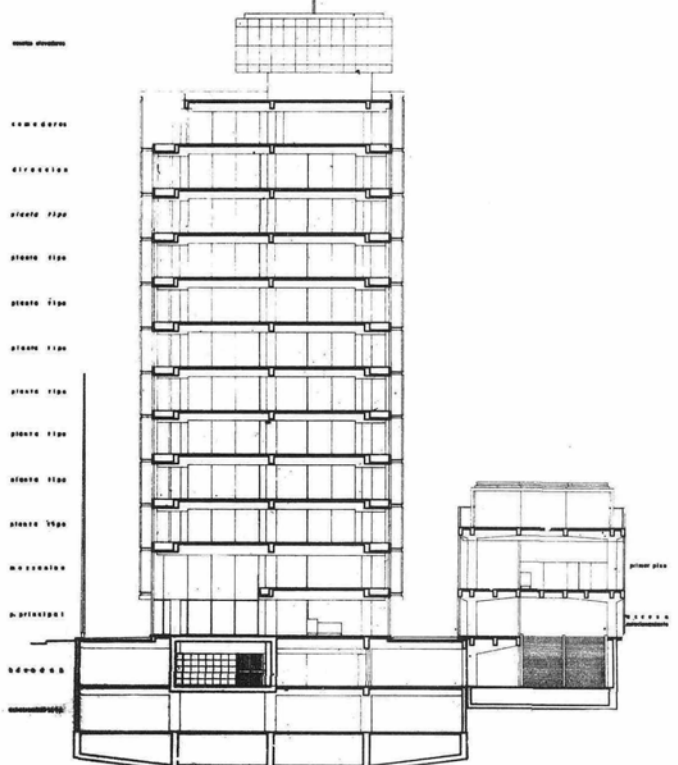 comedores
direccion
planta tipo
planta tipo
planta tipo
planta tipo
planta tipo
planta tipo
planta tipo
planta tipo
mezzanine
p. principal
primer piso